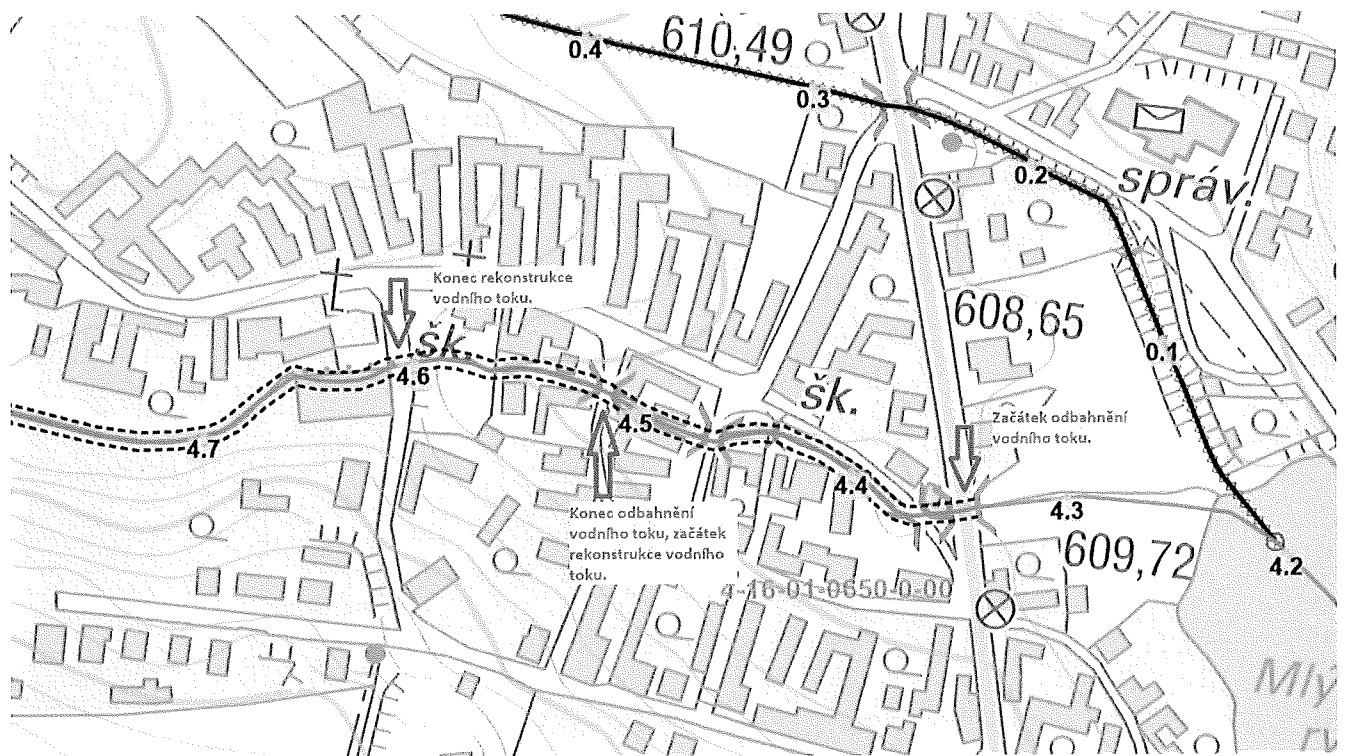 0.4
610,49
0.3
0.2
správ.
Konec rekonstrukce
vodního toku.
608,65
0.1
šk.
4.6
šk.
Začátek odbahnění
vodního toku.
4.5
4.7
4.4
4.3
Konec odbahnění
vodního toku, začátek
rekonstrukce vodního
toku.
609,72
4.2
4-16-01-0650-0-00
Mlý